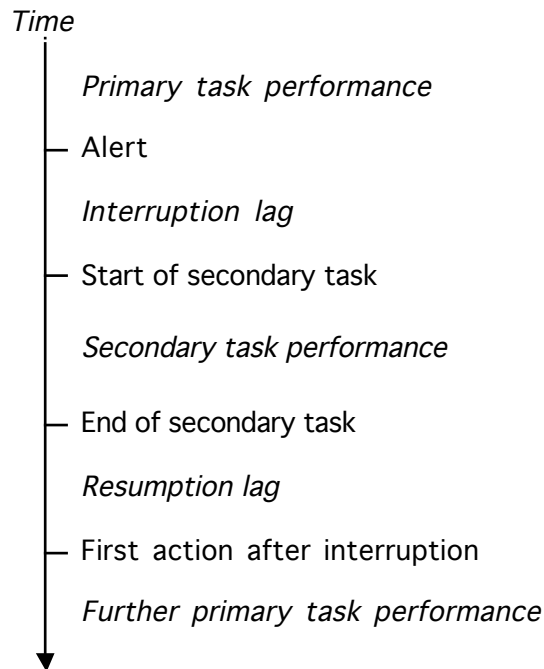 Time
Primary task performance
Alert
Interruption lag
Start of secondary task
Secondary task performance
End of secondary task
Resumption lag
First action after interruption
Further primary task performance